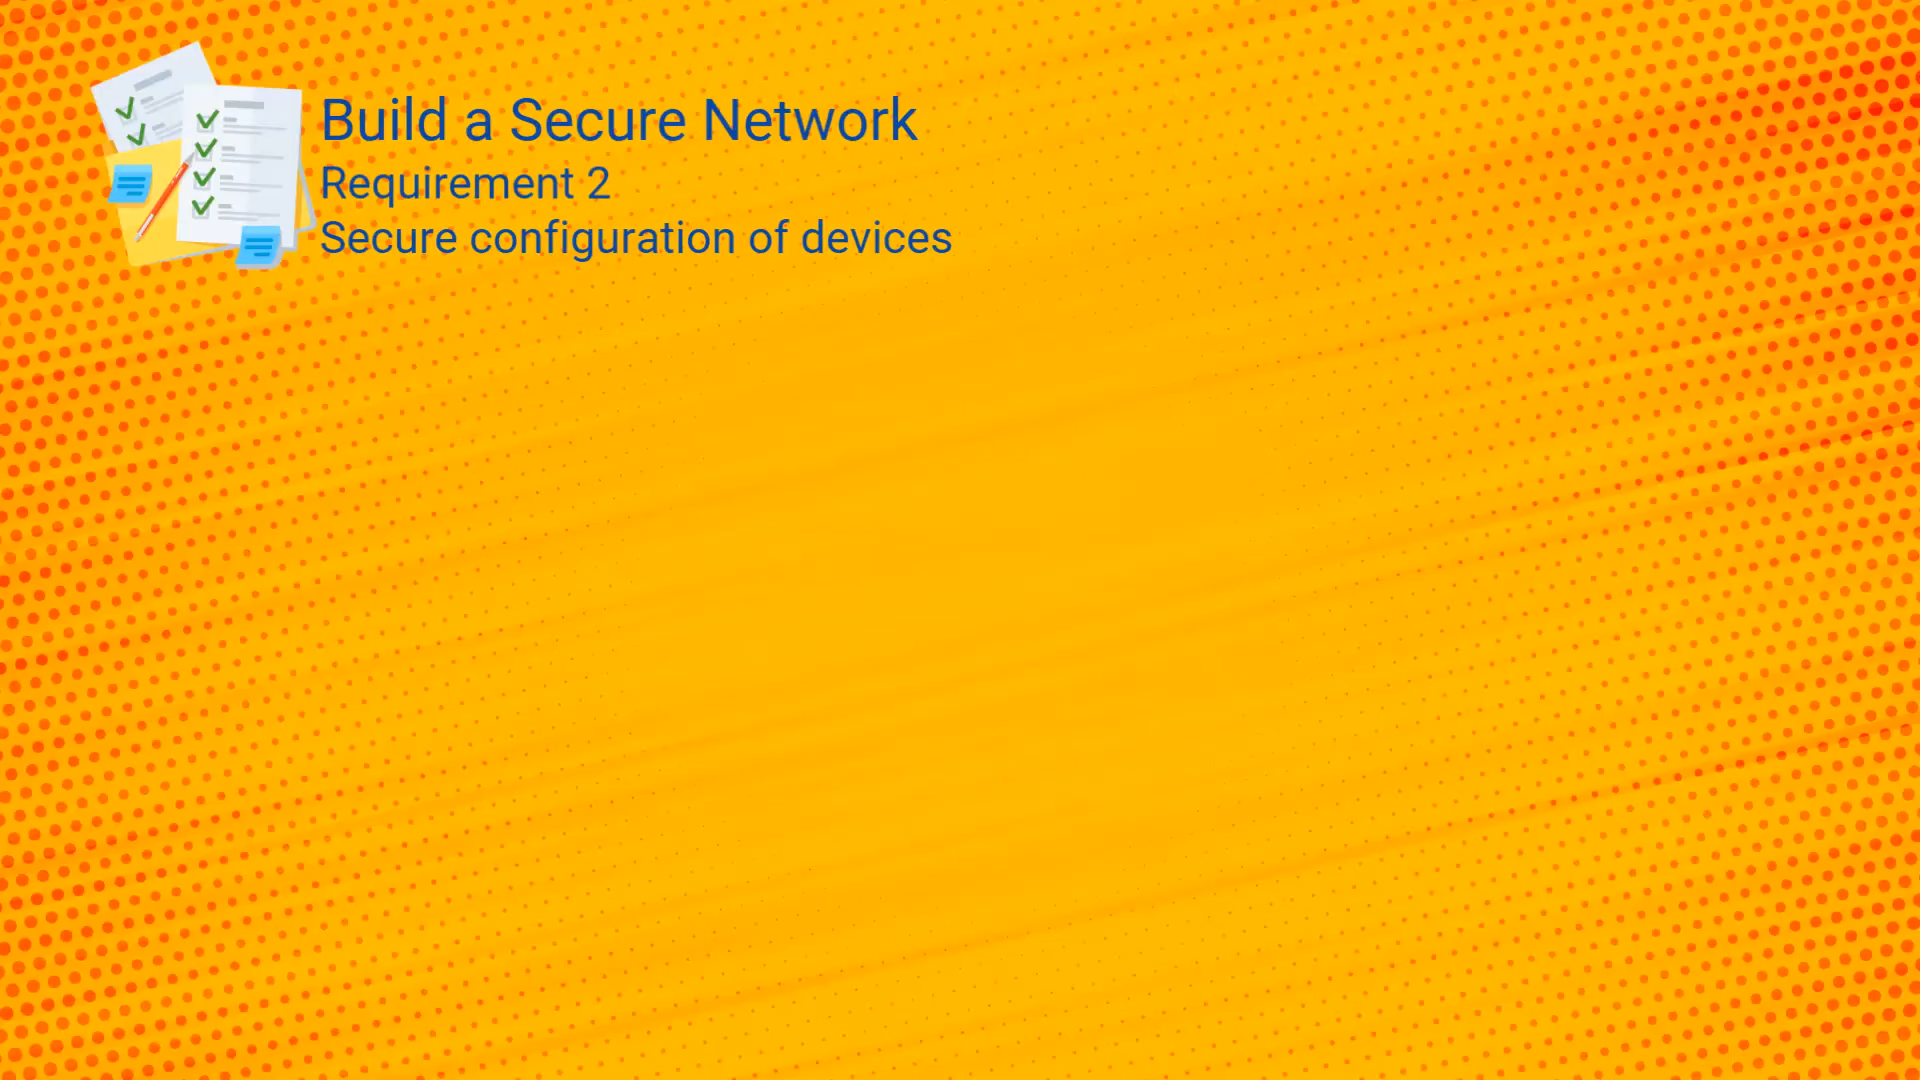 Build a Secure Network
Requirement 2
Secure configuration of devices